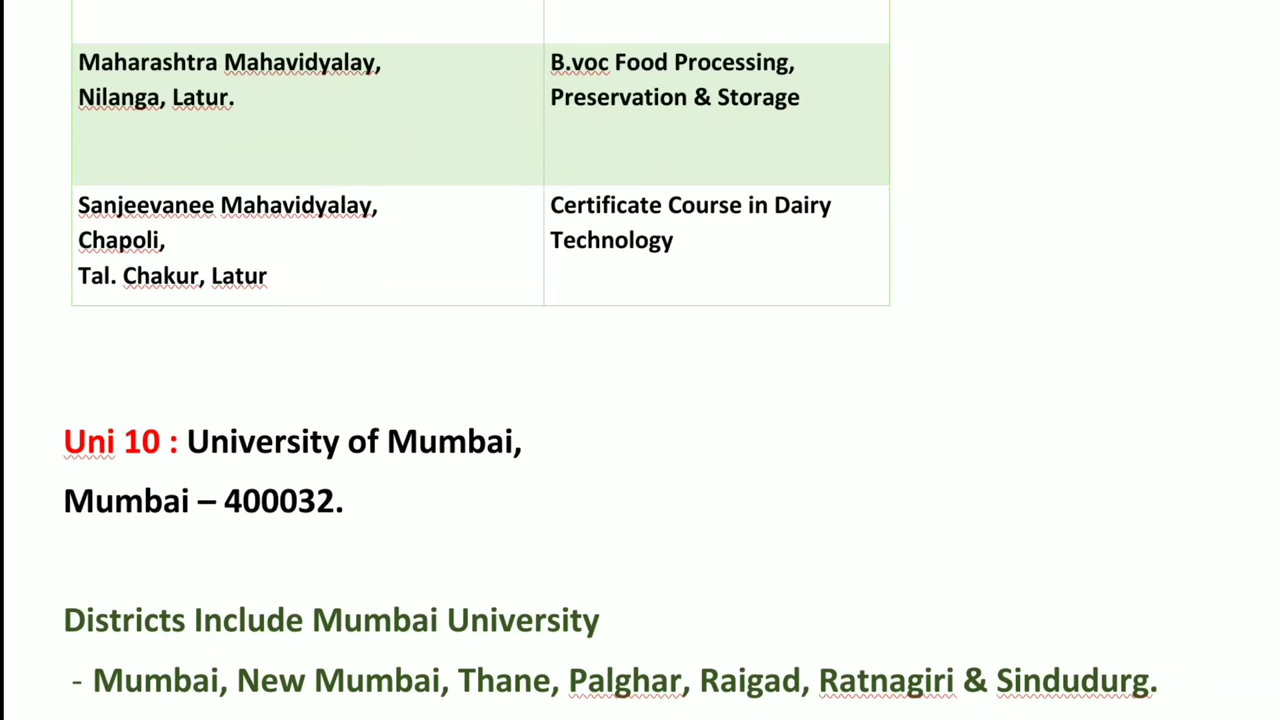 Maharashtra Mahavidyalay,
Nilanga, Latur.
B.voc Food Processing,
Preservation & Storage
Sanjeevanee Mahavidyalay,
Chapoli,
Tal. Chakur, Latur
Certificate Course in Dairy
Technology
Uni 10 : University of Mumbai,
Mumbai – 400032.
Districts Include Mumbai University
- Mumbai, New Mumbai, Thane, Palghar, Raigad, Ratnagiri & Sindudurg.